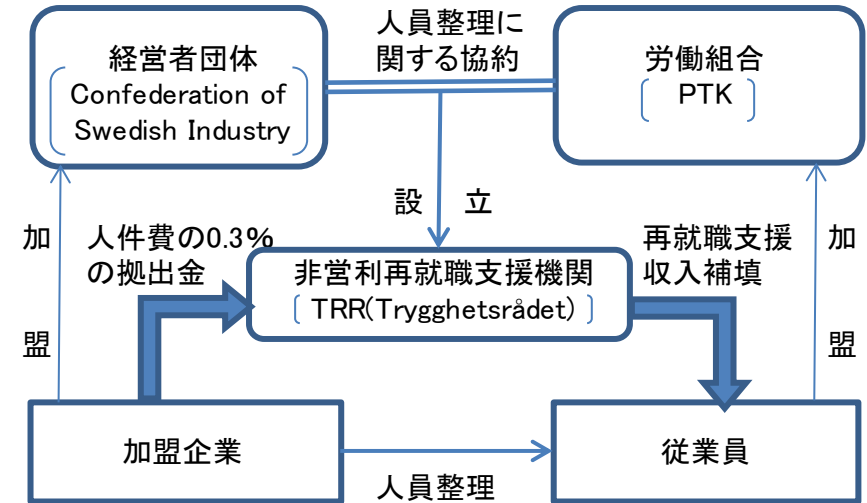 人員整理に
関する協約
経営者団体
Confederation of
Swedish Industry
労働組合
PTK
設 立
加 盟
人件費の0.3%
の拠出金
非営利再就職支援機関
TRR(Trygghetsrådet)
再就職支援
収入補填
加 盟
加盟企業
人員整理
従業員